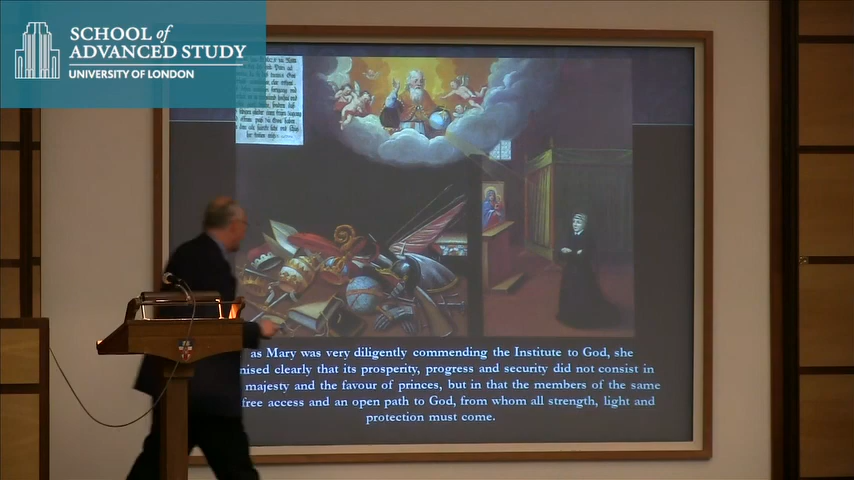 SCHOOL of
ADVANCED STUDY
UNIVERSITY OF LONDON
as Mary was very diligently commending the Institute to God, she
nised clearly that its prosperity, progress and security did not consist in
majesty and the favour of princes, but in that the members of the same
free access and an open path to God, from whom all strength, light and
protection must come.